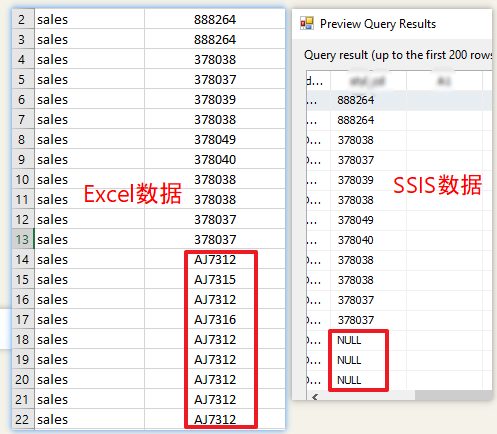 2 sales 888264
3 sales 888264
4 sales 378038
5 sales 378037
6 sales 378039
7 sales 378038
8 sales 378049
9 sales 378040
10 sales 378038
11 sales 378038
12 sales 378037
13 sales 378037
14 sales AJ7312
15 sales AJ7315
16 sales AJ7312
17 sales AJ7316
18 sales AJ7312
19 sales AJ7312
20 sales AJ7312
21 sales AJ7312
22 sales AJ7312
Excel数据
Preview Query Results
Query result (up to the first 200 rows
d...
... 888264
... 888264
D... 378038
D... 378037
... 378039
... 378038
D... 378049
... 378040
D... 378038
D... 378038
... 378037
D... 378037
D... NULL
D... NULL
D... NULL
SSIS数据